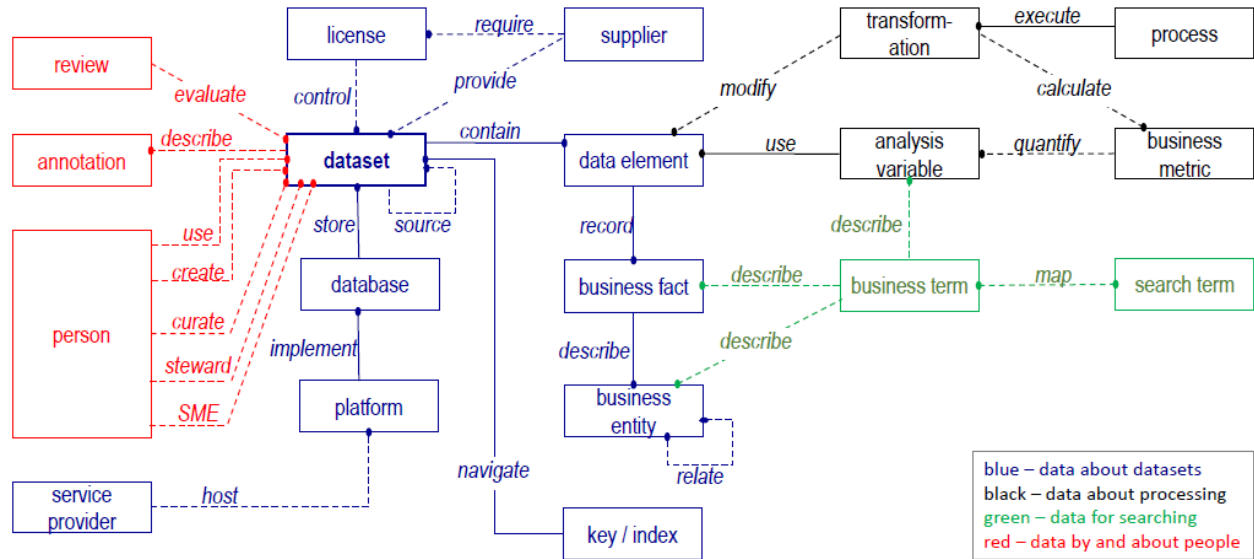 license
require
supplier
transform-
ation
execute
process
review
evaluate
control
provide
modify
calculate
annotation
describe
dataset
contain
data element
use
analysis
variable
quantify
business
metric
use
store
source
record
describe
create
database
business fact
describe
business term
map
search term
person
curate
implement
describe
describe
steward
SME
platform
business
entity
navigate
relate
service
provider
host
key / index
blue – data about datasets
black – data about processing
green – data for searching
red – data by and about people